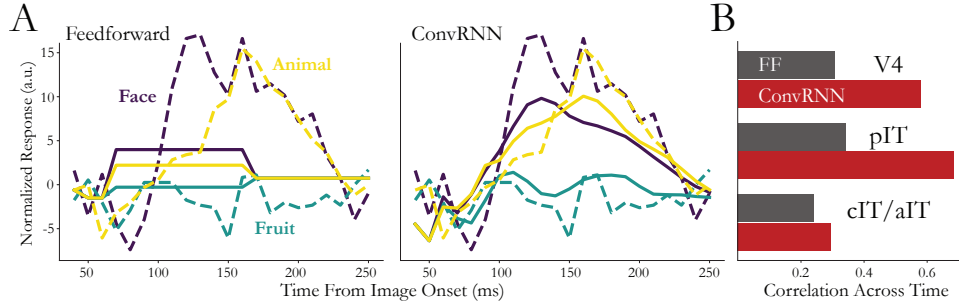 A
Feedforward
ConvRNN
B
Normalized Response (a.u.)
15
10
5
0
-5
Face
Animal
Fruit
50
100
150
200
250
50
100
150
200
250
Time From Image Onset (ms)
FF
V4
ConvRNN
pIT
cIT/aIT
0.2
0.4
0.6
Correlation Across Time